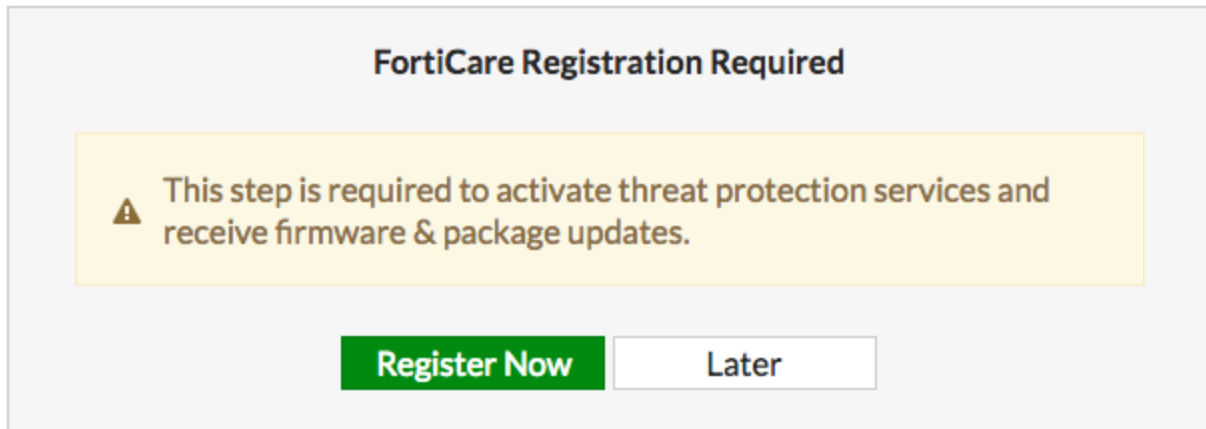 FortiCare Registration Required
This step is required to activate threat protection services and
receive firmware & package updates.
Register Now
Later